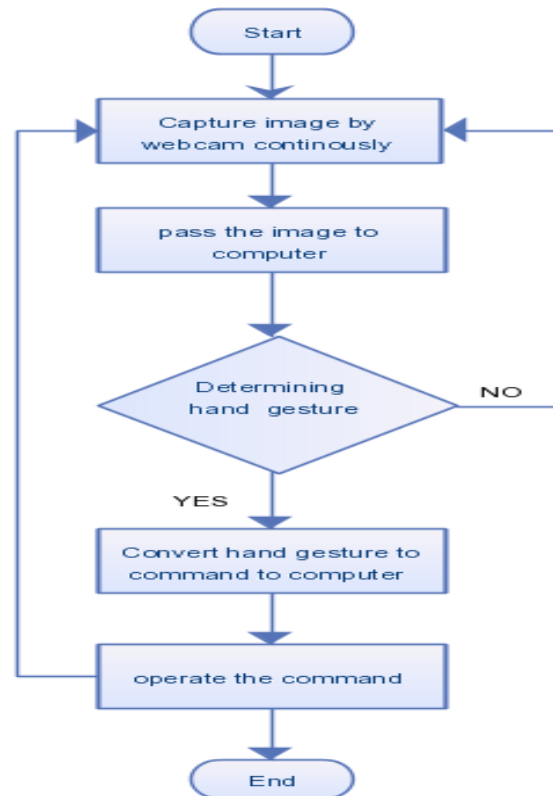 Start
Capture image by
webcam continously
pass the image to
computer
Determining
hand gesture
NO
YES
Convert hand gesture to
command to computer
operate the command
End